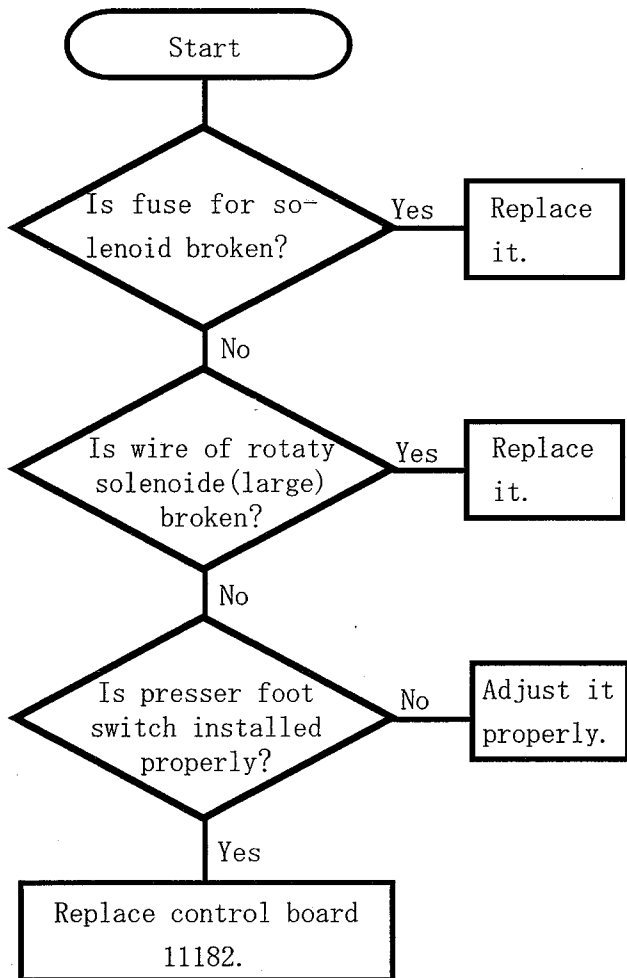 Start
Is fuse for so-
lenoid broken?
Yes
Replace
it.
No
Is wire of rotaty
solenoide(large)
broken?
Yes
Replace
it.
No
Is presser foot
switch installed
properly?
No
Adjust it
properly.
Yes
Replace control board
11182.